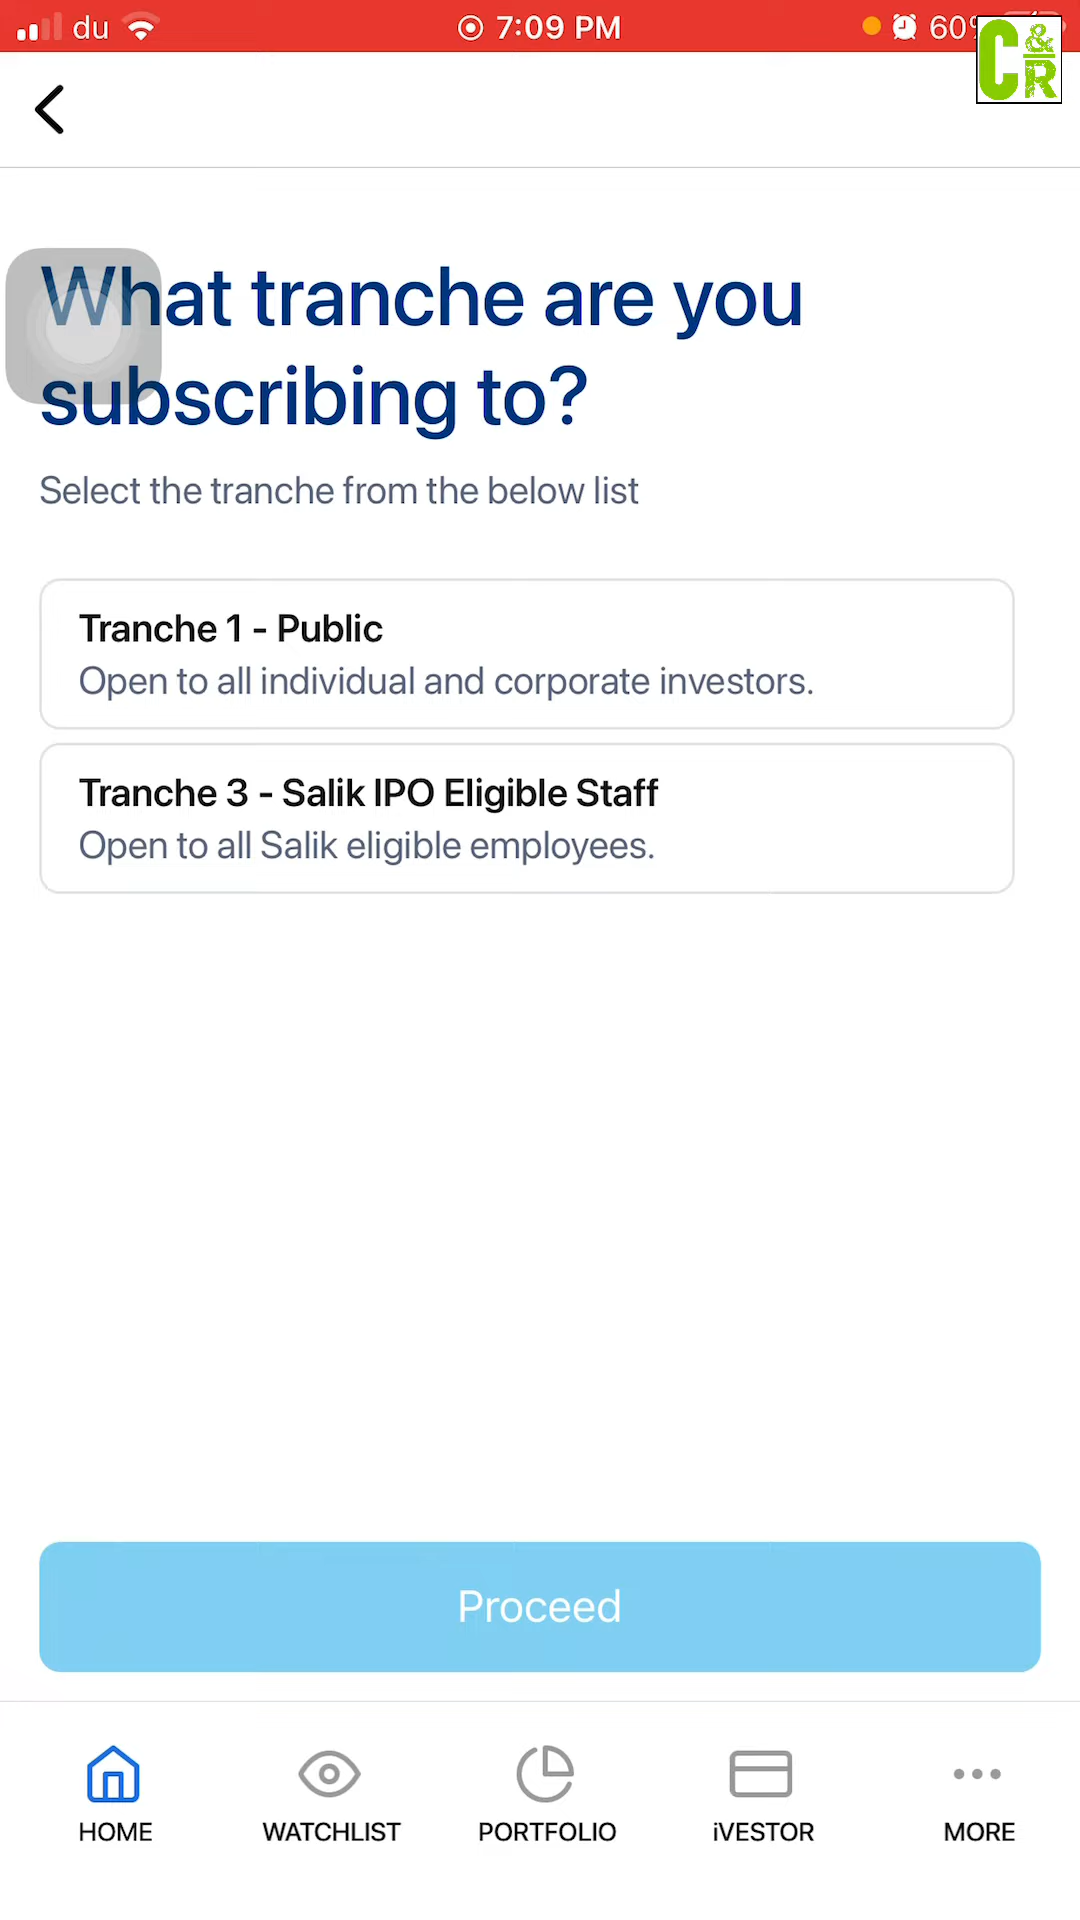 du 7:09 PM 60%
C&R
What tranche are you
subscribing to?
Select the tranche from the below list
Tranche 1 - Public
Open to all individual and corporate investors.
Tranche 3 - Salik IPO Eligible Staff
Open to all Salik eligible employees.
Proceed
HOME WATCHLIST PORTFOLIO iVESTOR MORE